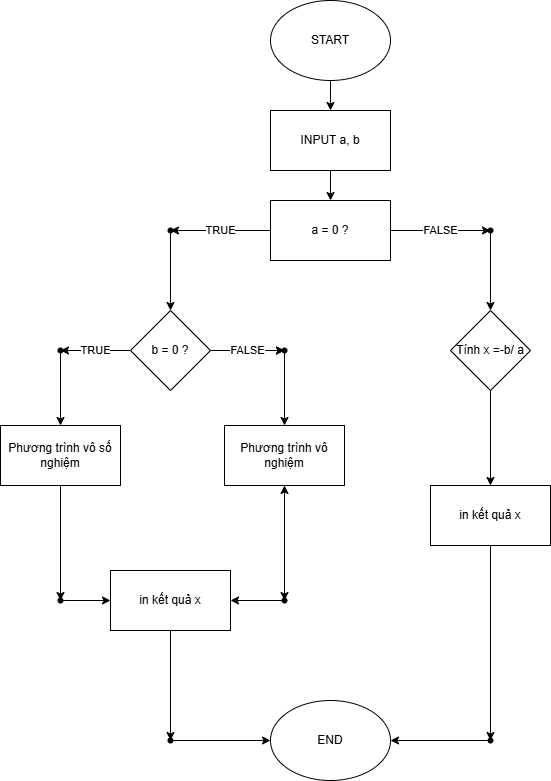 START
INPUT a, b
a = 0 ?
TRUE
FALSE
b = 0 ?
Tính x =-b/ a
TRUE
FALSE
Phương trình vô số
nghiệm
Phương trình vô
nghiệm
in kết quả x
in kết quả x
END